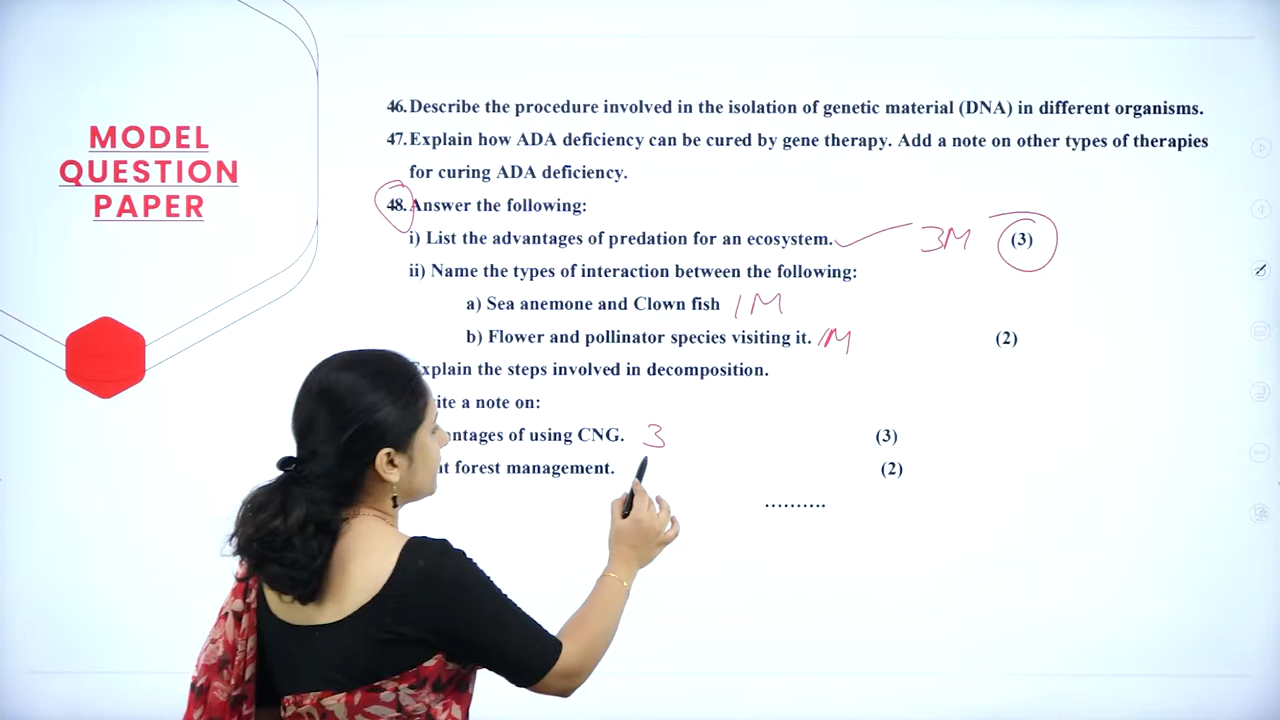 MODEL
QUESTION
PAPER
46. Describe the procedure involved in the isolation of genetic material (DNA) in different organisms.
47. Explain how ADA deficiency can be cured by gene therapy. Add a note on other types of therapies
for curing ADA deficiency.
48. Answer the following:
i) List the advantages of predation for an ecosystem. 3M (3)
ii) Name the types of interaction between the following:
a) Sea anemone and Clown fish 1M
b) Flower and pollinator species visiting it. 1M (2)
Explain the steps involved in decomposition.
a note on:
of using CNG. 3 (3)
forest management. (2)
..........